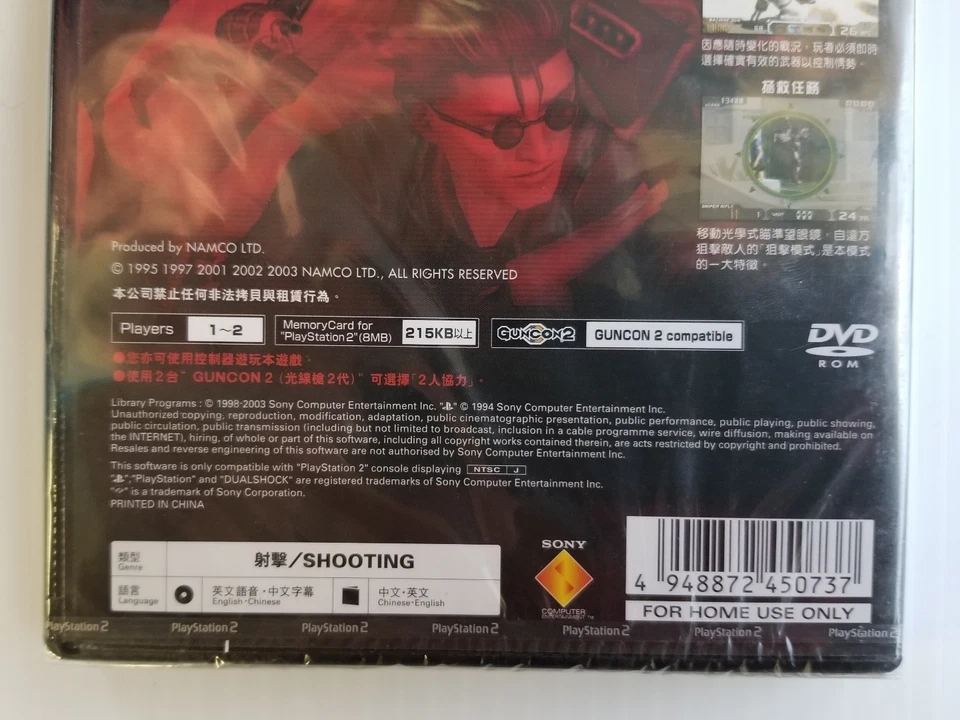 因應隨時變化的戰況，玩者必須即時
選擇確實有效的武器以控制情勢。
拯救任務
24
移動光學式瞄準望眼鏡，自遠方
狙擊敵人的「狙擊模式」是本模式
的一大特徵。
Produced by NAMCO LTD.
© 1995 1997 2001 2002 2003 NAMCO LTD., ALL RIGHTS RESERVED
本公司禁止任何非法拷貝與租賃行為。
Players 1～2
MemoryCard for
"PlayStation 2" (8MB) 215KB以上
GUNCON2 GUNCON 2 compatible
DVD
ROM
●您亦可使用控制器遊玩本遊戲
●使用2台" GUNCON 2 (光線槍2代)" 可選擇「2人協力」。
Library Programs : © 1998-2003 Sony Computer Entertainment Inc. " " © 1994 Sony Computer Entertainment Inc.
Unauthorized copying, reproduction, modification, adaptation, public cinematographic presentation, public performance, public playing, public showing,
public circulation, public transmission (including but not limited to broadcast, inclusion in a cable programme service, wire diffusion, making available on
the INTERNET), hiring, of whole or part of this software, including all copyright works contained therein, are acts restricted by copyright and prohibited.
Resales and reverse engineering of this software are not authorised by Sony Computer Entertainment Inc.
This software is only compatible with "PlayStation 2" console displaying NTSC J
" ","PlayStation" and "DUALSHOCK" are registered trademarks of Sony Computer Entertainment Inc.
" " is a trademark of Sony Corporation.
PRINTED IN CHINA
類型
Genre
射擊/SHOOTING
語言
Language
英文語音·中文字幕
English·Chinese
中文·英文
Chinese·English
SONY
COMPUTER
ENTERTAINMENT
4 948872 450737
FOR HOME USE ONLY
PlayStation 2 PlayStation 2 PlayStation 2 PlayStation 2 PlayStation 2 PlayStation 2 PlayStation 2